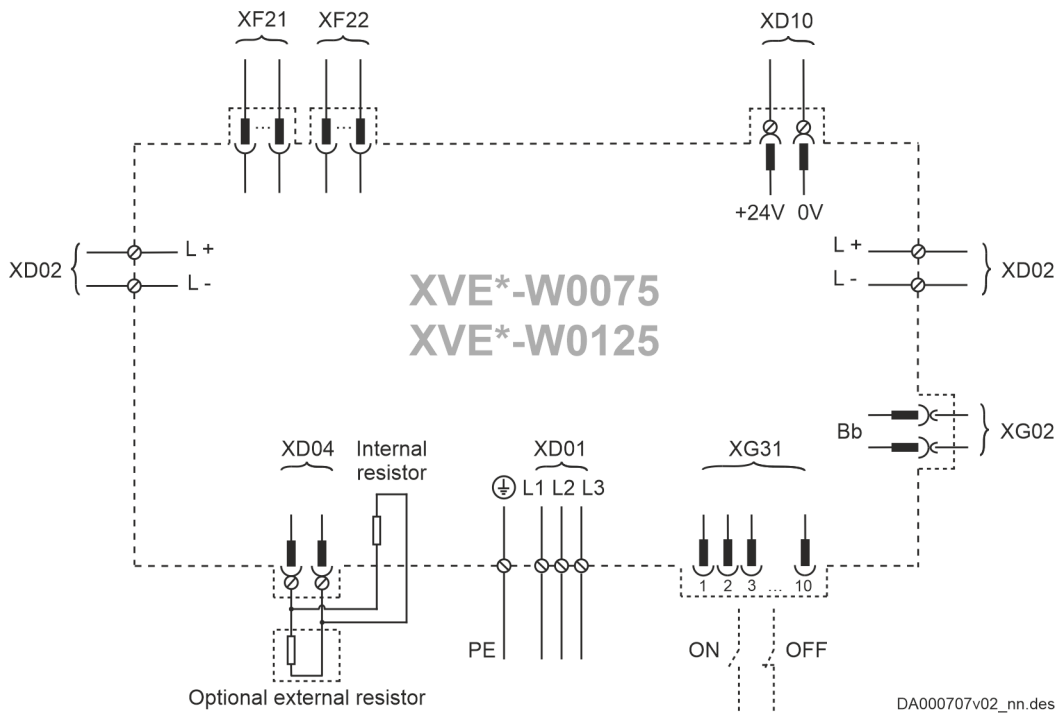 XF21 XF22 XD10
... ...
+24V 0V
XD02 L + L + XD02
L - L -
XVE*-W0075
XVE*-W0125
Bb XG02
XD04 Internal
resistor
XD01 XG31
L1 L2 L3
1 2 3 ... 10
PE ON OFF
Optional external resistor
DA000707v02_nn.des